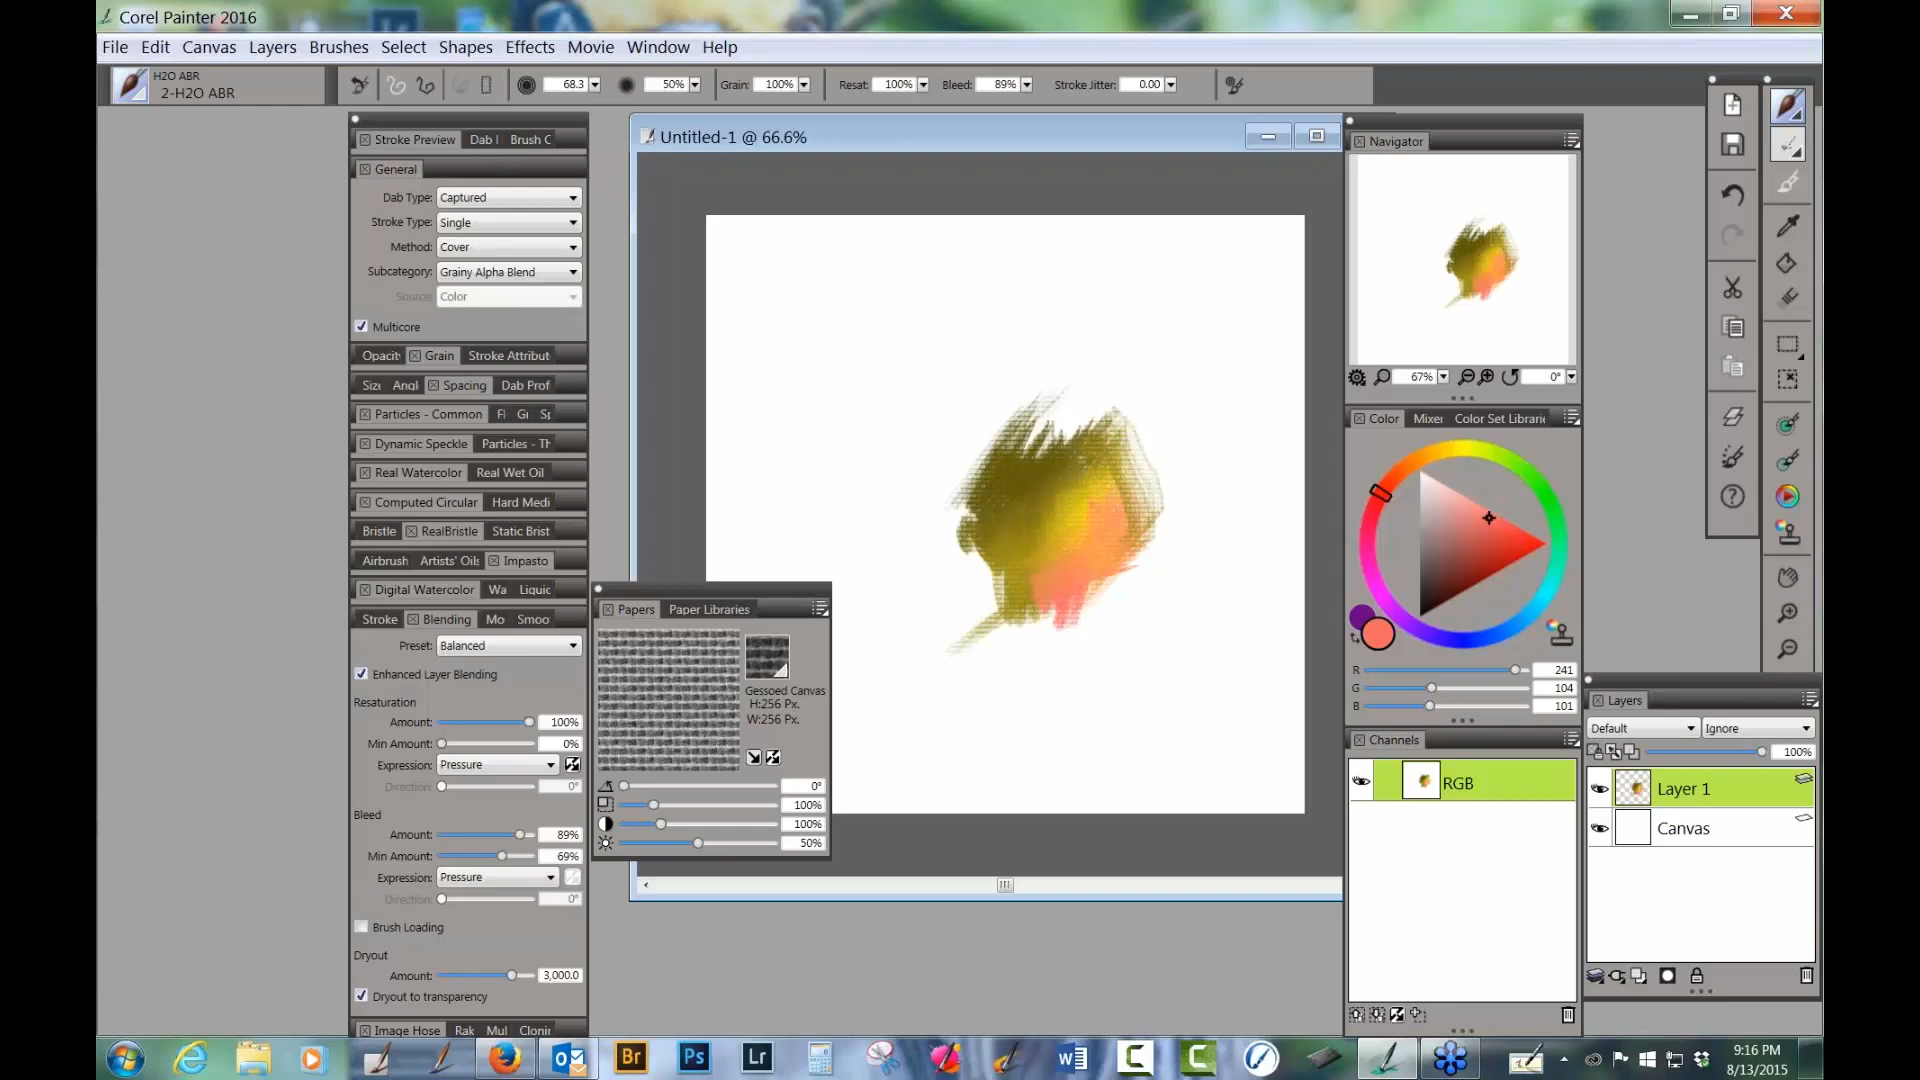 Corel Painter 2016
File Edit Canvas Layers Brushes Select Shapes Effects Movie Window Help
H2O ABR
2-H2O ABR
68.3 50% Grain: 100% Resat: 100% Bleed: 89% Stroke Jitter: 0.00
Stroke Preview Dab Brush C
General
Dab Type: Captured
Stroke Type: Single
Method: Cover
Subcategory: Grainy Alpha Blend
Source: Color
Multicore
Opacit Grain Stroke Attribut
Siz Angl Spacing Dab Prof
Particles - Common Fl Gr Sp
Dynamic Speckle Particles - Th
Real Watercolor Real Wet Oil
Computed Circular Hard Medi
Bristle RealBristle Static Brist
Airbrush Artists' Oils Impasto
Digital Watercolor Wa Liquic
Stroke Blending Mo Smoo
Preset: Balanced
Enhanced Layer Blending
Resaturation
Amount: 100%
Min Amount: 0%
Expression: Pressure
Direction: 0°
Bleed
Amount: 89%
Min Amount: 69%
Expression: Pressure
Direction: 0°
Brush Loading
Dryout
Amount: 3,000.0
Dryout to transparency
Image Hose Rak Mul Clonir
Untitled-1 @ 66.6%
Papers Paper Libraries
Gessoed Canvas
H:256 Px.
W:256 Px.
0°
100%
100%
50%
Navigator
67% 0°
Color Mixer Color Set Librari
R 241
G 104
B 101
Channels
RGB
Layers
Default Ignore
100%
Layer 1
Canvas
Br Ps Lr
9:16 PM
8/13/2015